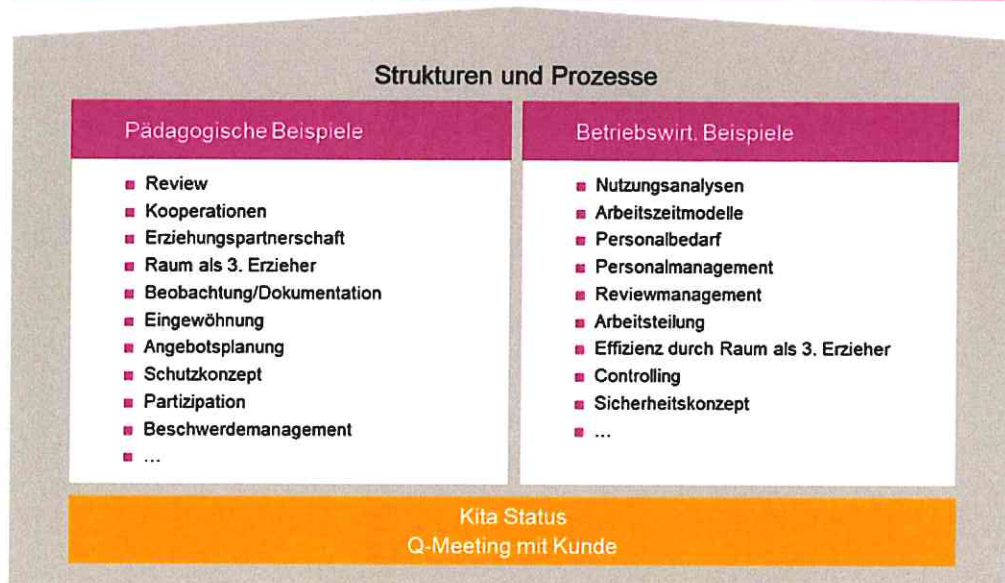 Strukturen und Prozesse
Pädagogische Beispiele
Review
Kooperationen
Erziehungspartnerschaft
Raum als 3. Erzieher
Beobachtung/Dokumentation
Eingewöhnung
Angebotsplanung
Schutzkonzept
Partizipation
Beschwerdemanagement
...
Betriebswirt. Beispiele
Nutzungsanalysen
Arbeitszeitmodelle
Personalbedarf
Personalmanagement
Reviewmanagement
Arbeitsteilung
Effizienz durch Raum als 3. Erzieher
Controlling
Sicherheitskonzept
...
Kita Status
Q-Meeting mit Kunde